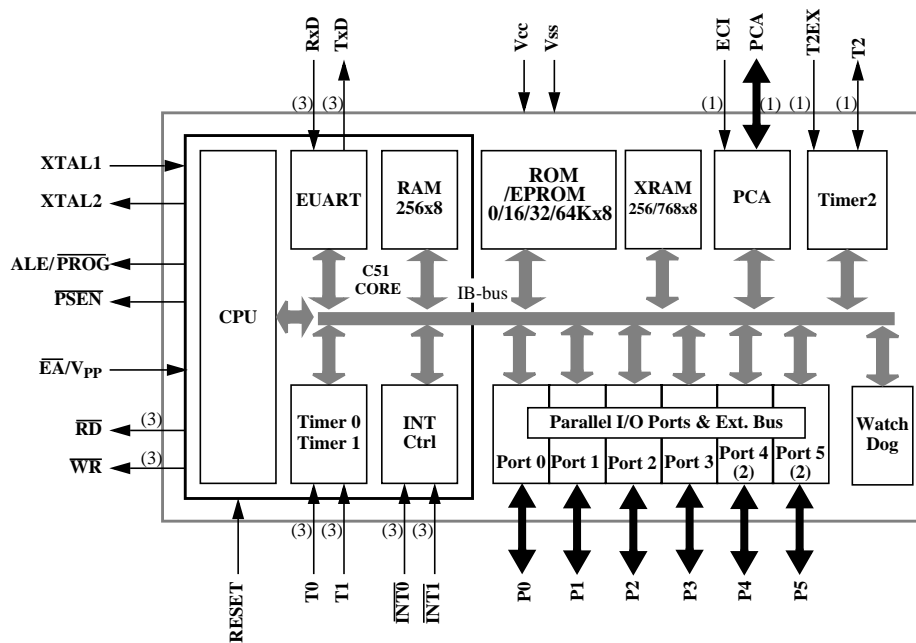 RxD
TxD
Vcc
Vss
ECI
PCA
T2EX
T2
(3)
(3)
(1)
(1)
(1)
(1)
XTAL1
XTAL2
ALE/PROG
PSEN
EA/VPP
RD
(3)
WR
(3)
CPU
EUART
RAM
256x8
ROM
/EPROM
0/16/32/64Kx8
XRAM
256/768x8
PCA
Timer2
C51
CORE
IB-bus
Timer 0
Timer 1
INT
Ctrl
Parallel I/O Ports & Ext. Bus
Port 0
Port 1
Port 2
Port 3
Port 4
(2)
Port 5
(2)
Watch
Dog
(3)
(3)
(3)
(3)
RESET
T0
T1
INT0
INT1
P0
P1
P2
P3
P4
P5